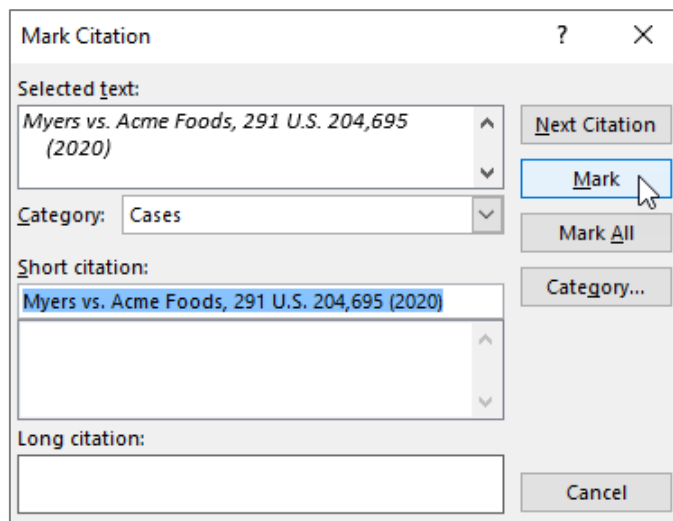 Mark Citation ? X
Selected text:
Myers vs. Acme Foods, 291 U.S. 204,695
(2020)
Next Citation
Mark
Category: Cases
Mark All
Short citation:
Category...
Myers vs. Acme Foods, 291 U.S. 204,695 (2020)
Long citation:
Cancel